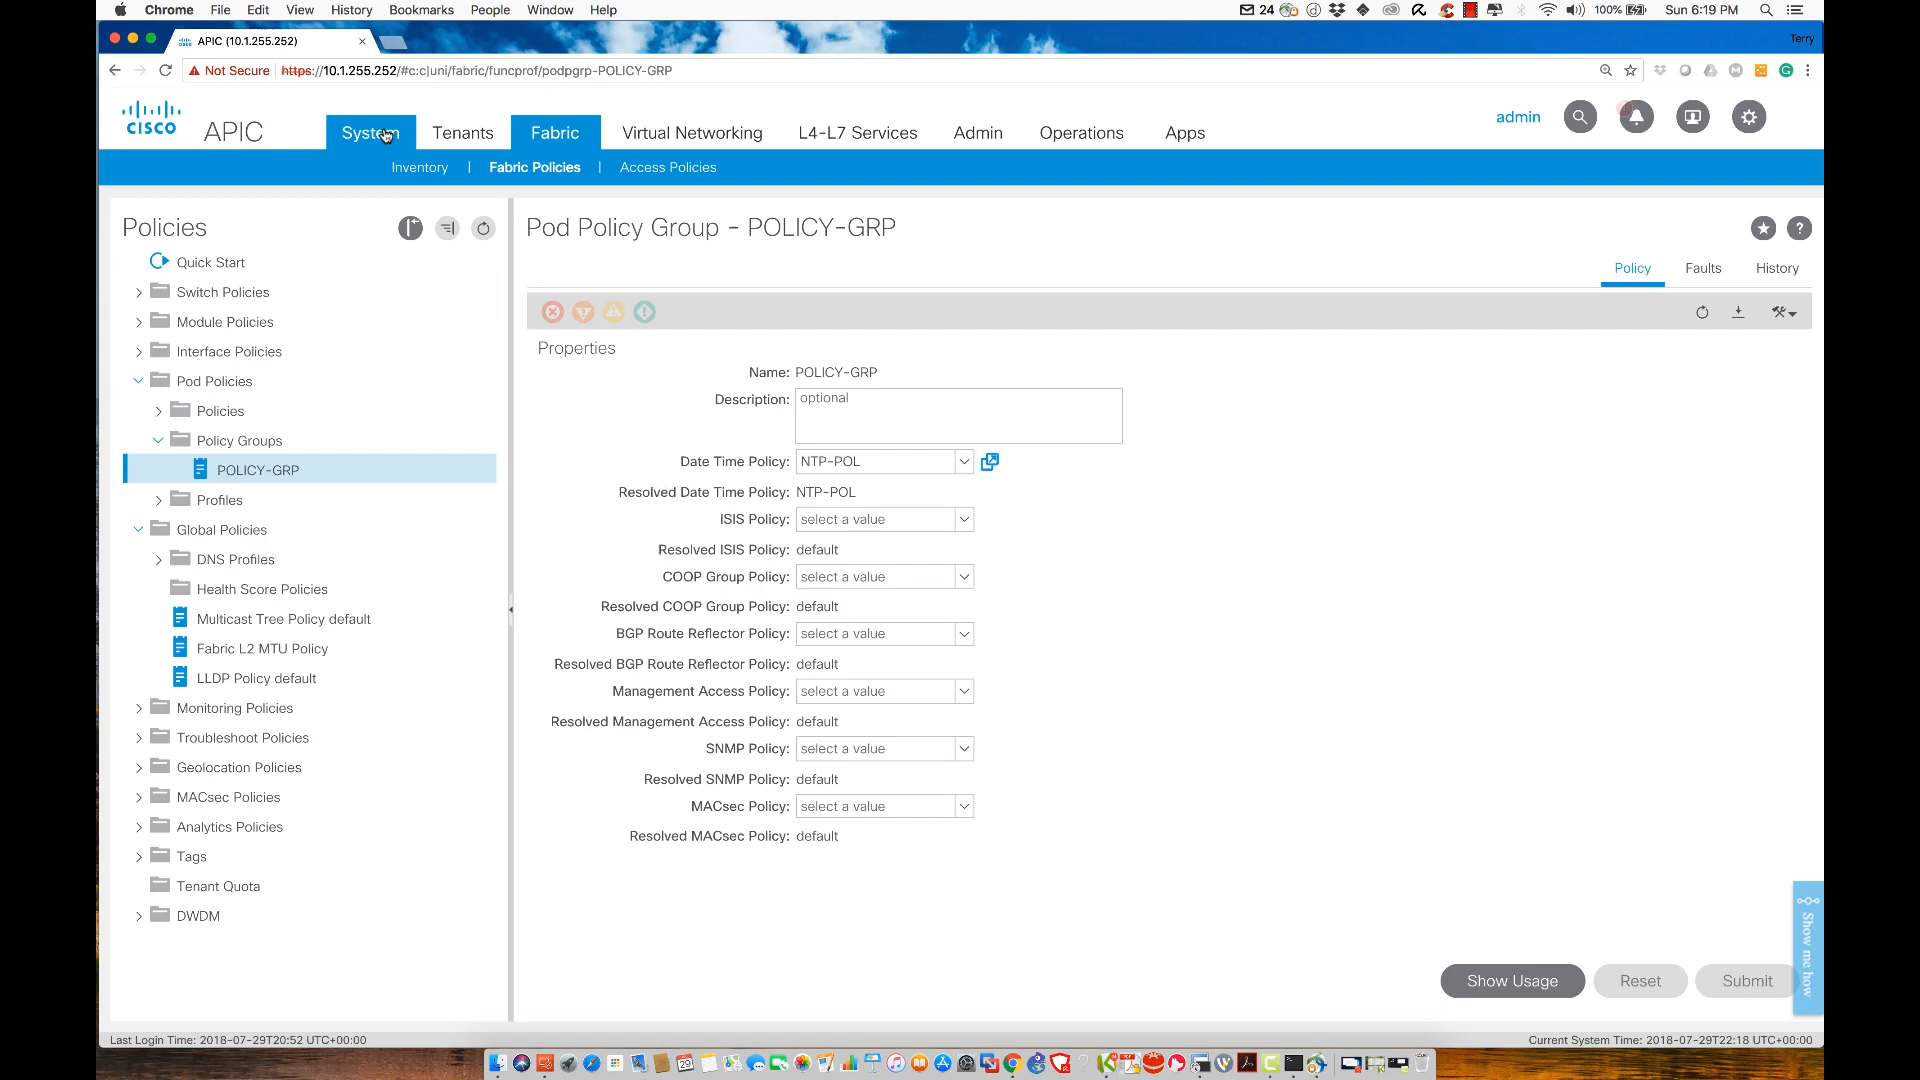 Chrome File Edit View History Bookmarks People Window Help 24 100% Sun 6:19 PM
APIC (10.1.255.252) Terry
Not Secure https://10.1.255.252/#c:c|uni/fabric/funcprof/podpgrp-POLICY-GRP
CISCO APIC System Tenants Fabric Virtual Networking L4-L7 Services Admin Operations Apps admin
Inventory | Fabric Policies | Access Policies
Policies
Quick Start
Switch Policies
Module Policies
Interface Policies
Pod Policies
Policies
Policy Groups
POLICY-GRP
Profiles
Global Policies
DNS Profiles
Health Score Policies
Multicast Tree Policy default
Fabric L2 MTU Policy
LLDP Policy default
Monitoring Policies
Troubleshoot Policies
Geolocation Policies
MACsec Policies
Analytics Policies
Tags
Tenant Quota
DWDM
Pod Policy Group - POLICY-GRP
Policy Faults History
Properties
Name: POLICY-GRP
Description: optional
Date Time Policy: NTP-POL
Resolved Date Time Policy: NTP-POL
ISIS Policy: select a value
Resolved ISIS Policy: default
COOP Group Policy: select a value
Resolved COOP Group Policy: default
BGP Route Reflector Policy: select a value
Resolved BGP Route Reflector Policy: default
Management Access Policy: select a value
Resolved Management Access Policy: default
SNMP Policy: select a value
Resolved SNMP Policy: default
MACsec Policy: select a value
Resolved MACsec Policy: default
Show me how
Show Usage Reset Submit
Last Login Time: 2018-07-29T20:52 UTC+00:00 Current System Time: 2018-07-29T22:18 UTC+00:00